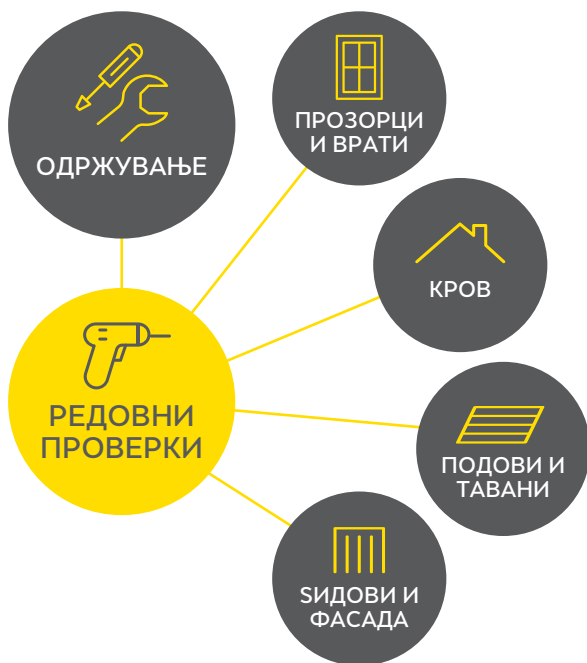 ОДРЖУВАЊЕ
ПРОЗОРЦИ
И ВРАТИ
КРОВ
РЕДОВНИ
ПРОВЕРКИ
ПОДОВИ И
ТАВАНИ
ЅИДОВИ И
ФАСАДА